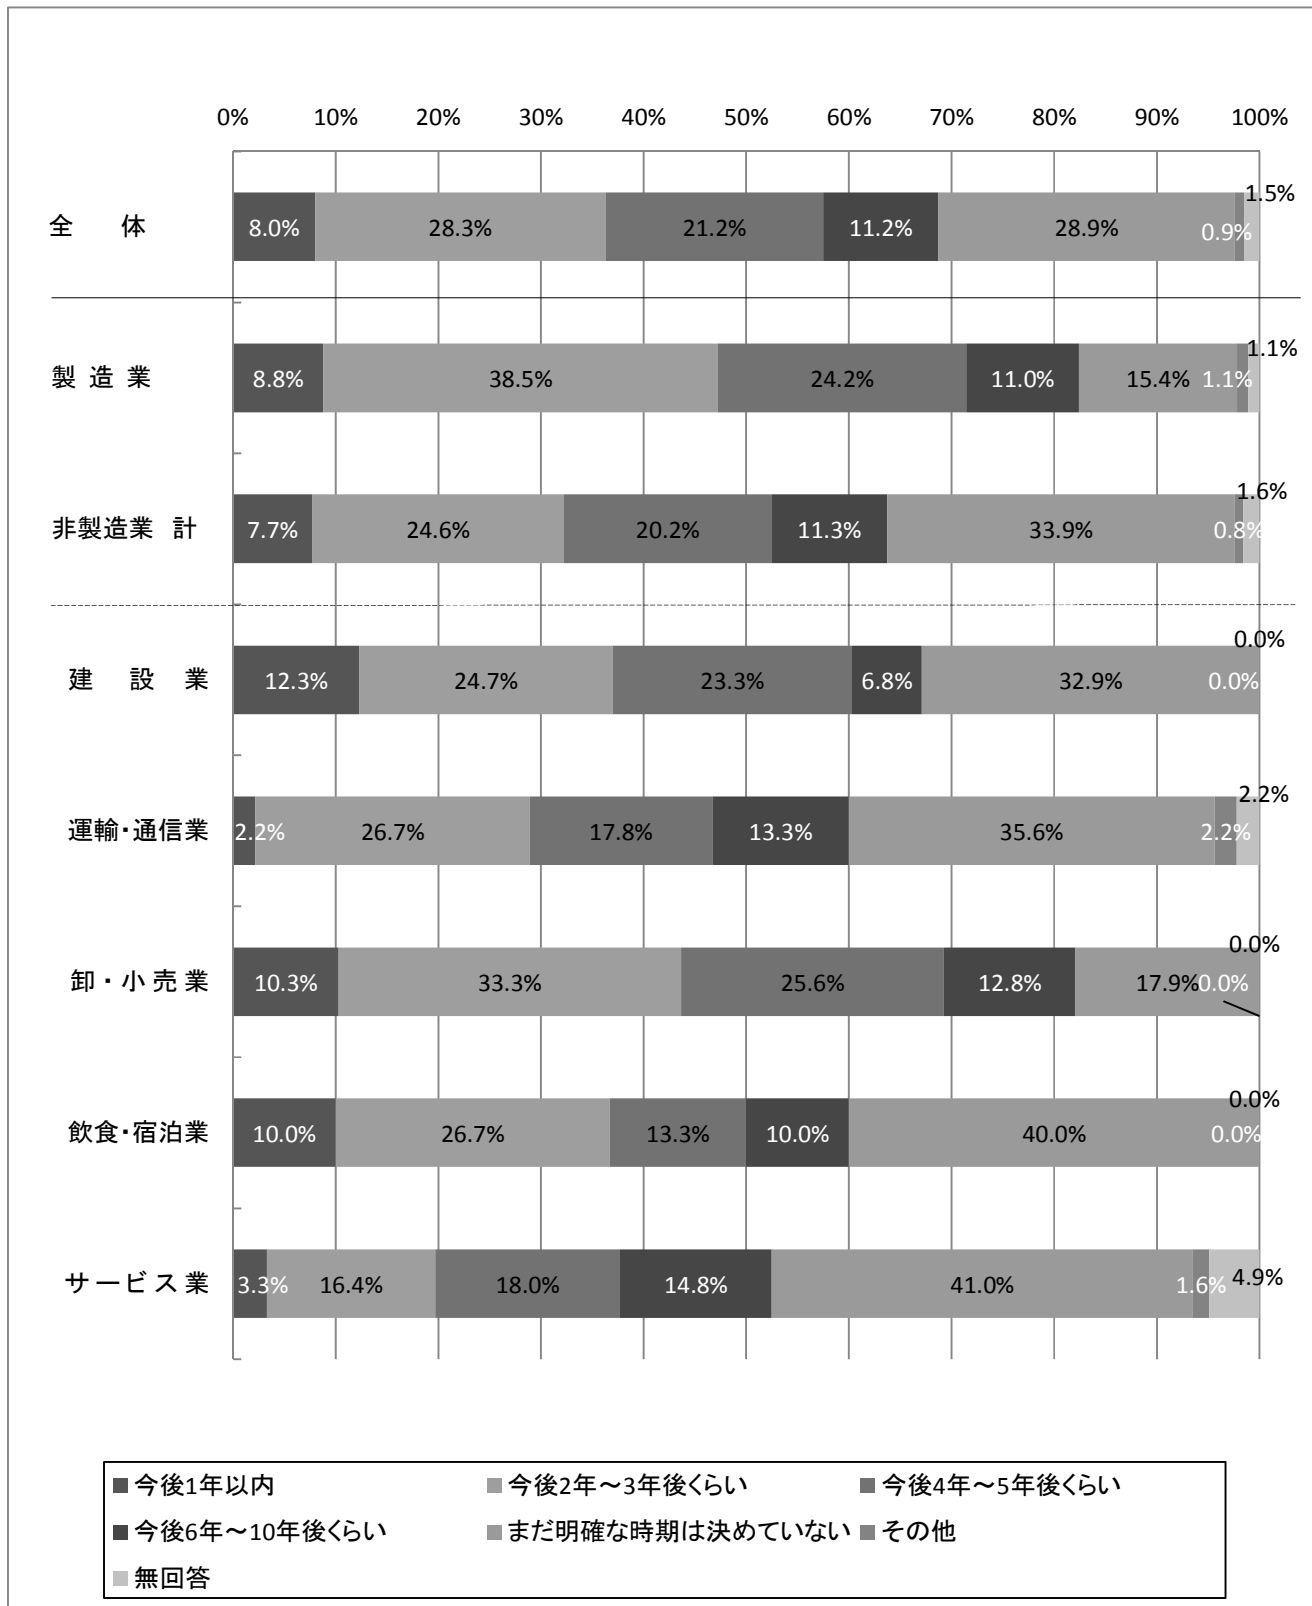 0% 10% 20% 30% 40% 50% 60% 70% 80% 90% 100%
全 体 8.0% 28.3% 21.2% 11.2% 28.9% 0.9% 1.5%
製 造 業 8.8% 38.5% 24.2% 11.0% 15.4% 1.1% 1.1%
非製造業 計 7.7% 24.6% 20.2% 11.3% 33.9% 0.8% 1.6%
建 設 業 12.3% 24.7% 23.3% 6.8% 32.9% 0.0% 0.0%
運輸・通信業 2.2% 26.7% 17.8% 13.3% 35.6% 2.2% 2.2%
卸・小売業 10.3% 33.3% 25.6% 12.8% 17.9% 0.0% 0.0%
飲食・宿泊業 10.0% 26.7% 13.3% 10.0% 40.0% 0.0% 0.0%
サービス業 3.3% 16.4% 18.0% 14.8% 41.0% 1.6% 4.9%
今後1年以内 今後2年～3年後くらい 今後4年～5年後くらい
今後6年～10年後くらい まだ明確な時期は決めていない その他
無回答